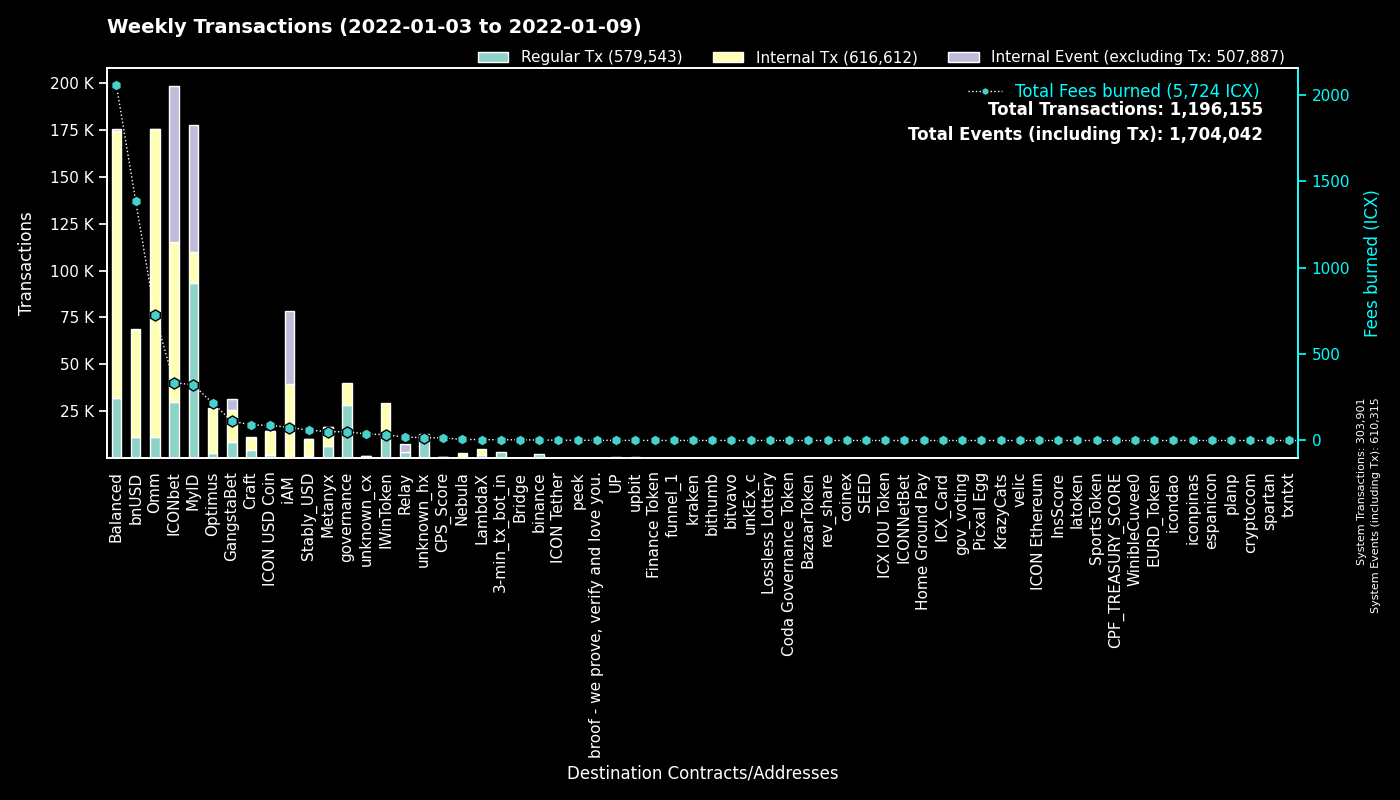 Weekly Transactions (2022-01-03 to 2022-01-09)
Regular Tx (579,543)
Internal Tx (616,612)
Internal Event (excluding Tx: 507,887)
Total Fees burned (5,724 ICX)
Total Transactions: 1,196,155
Total Events (including Tx): 1,704,042
Transactions
200 K
175 K
150 K
125 K
100 K
75 K
50 K
25 K
2000
1500
1000
500
0
Fees burned (ICX)
System Transactions: 303,901
System Events (including Tx): 610,315
Balanced
bnUSD
Omm
ICONbet
MyID
Optimus
GangstaBet
Craft
ICON USD Coin
iAM
Stably_USD
Metanyx
governance
unknown_cx
IWinToken
Relay
unknown_hx
CPS_Score
Nebula
LambdaX
3-min_tx_bot_in
Bridge
binance
ICON Tether
peek
broof - we prove, verify and love you.
UP
upbit
Finance Token
funnel_1
kraken
bithumb
bitvavo
unkEx_c
Lossless Lottery
Coda Governance Token
BazaarToken
rev_share
coinex
SEED
ICX IOU Token
ICONNetBet
Home Ground Pay
ICX_Card
gov_voting
Picxal Egg
KrazyCats
velic
ICON Ethereum
InsScore
latoken
SportsToken
CPF_TREASURY_SCORE
WinbleCuvee0
EURD_Token
icondao
iconpinas
espanicon
planp
cryptocom
spartan
txntxt
Destination Contracts/Addresses